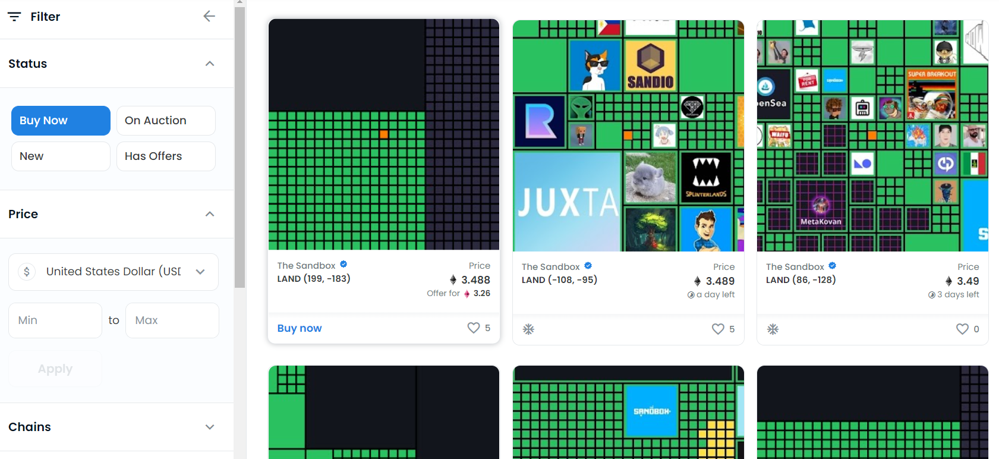 Filter
Status
Buy Now
On Auction
New
Has Offers
Price
$ United States Dollar (USD
Min to Max
Apply
Chains
The Sandbox
Price
LAND (199, -183)
3.488
Offer for 3.26
Buy now
5
SANDIO
R
JUXTA
SPLINTERLANDS
The Sandbox
Price
LAND (-108, -95)
3.489
a day left
5
FOR RENT
SUPER BREAKOUT
penSea
WAIFU
MetaKovan
S
The Sandbox
Price
LAND (86, -128)
3.49
3 days left
0
SANDBOX